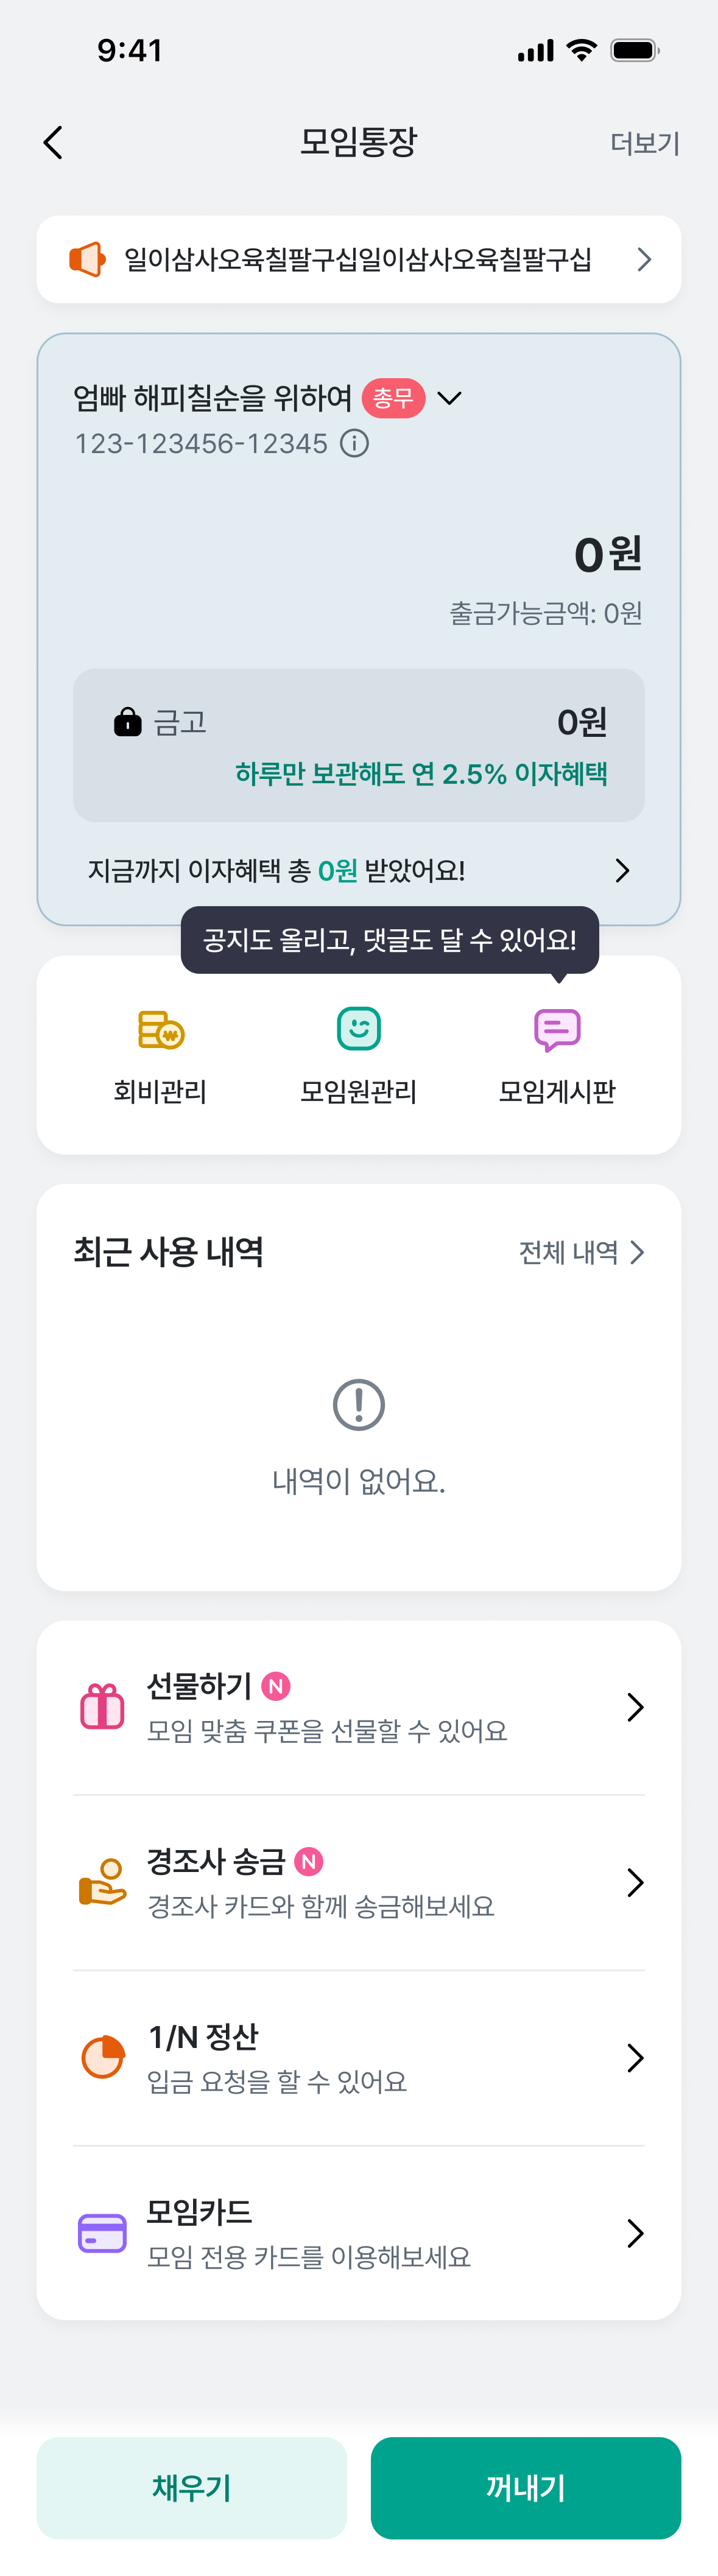 9:41
모임통장
더보기
일이삼사오육칠팔구십일이삼사오육칠팔구십
엄빠 해피칠순을 위하여 총무
123-123456-12345
0원
출금가능금액: 0원
금고 0원
하루만 보관해도 연 2.5% 이자혜택
지금까지 이자혜택 총 0원 받았어요!
공지도 올리고, 댓글도 달 수 있어요!
회비관리 모임원관리 모임게시판
최근 사용 내역 전체 내역
내역이 없어요.
선물하기 N
모임 맞춤 쿠폰을 선물할 수 있어요
경조사 송금 N
경조사 카드와 함께 송금해보세요
1/N 정산
입금 요청을 할 수 있어요
모임카드
모임 전용 카드를 이용해보세요
채우기 꺼내기